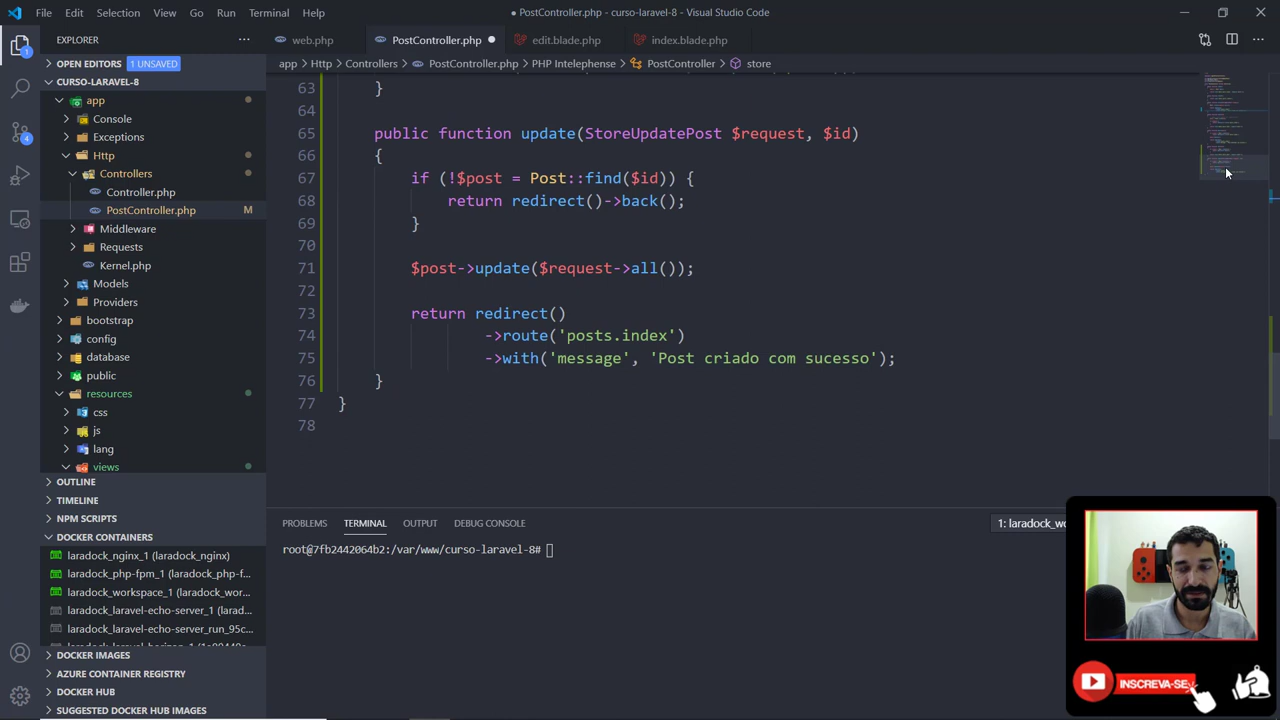 File Edit Selection View Go Run Terminal Help
● PostController.php - curso-laravel-8 - Visual Studio Code
EXPLORER
web.php
PostController.php
edit.blade.php
index.blade.php
OPEN EDITORS 1 UNSAVED
app > Http > Controllers > PostController.php > PHP Intelephense > PostController > store
CURSO-LARAVEL-8
app
Console
Exceptions
Http
Controllers
Controller.php
PostController.php M
Middleware
Requests
Kernel.php
Models
Providers
bootstrap
config
database
public
resources
css
js
lang
views
OUTLINE
TIMELINE
NPM SCRIPTS
DOCKER CONTAINERS
laradock_nginx_1 (laradock_nginx)
laradock_php-fpm_1 (laradock_php-f...
laradock_workspace_1 (laradock_wor...
laradock_laravel-echo-server_1 (larad...
laradock_laravel-echo-server_run_95c...
DOCKER IMAGES
AZURE CONTAINER REGISTRY
DOCKER HUB
SUGGESTED DOCKER HUB IMAGES
1
4
63 }
64
65 public function update(StoreUpdatePost $request, $id)
66 {
67 if (!$post = Post::find($id)) {
68 return redirect()->back();
69 }
70
71 $post->update($request->all());
72
73 return redirect()
74 ->route('posts.index')
75 ->with('message', 'Post criado com sucesso');
76 }
77 }
78
PROBLEMS TERMINAL OUTPUT DEBUG CONSOLE
1: laradock_wo
root@7fb2442064b2:/var/www/curso-laravel-8#
INSCREVA-SE